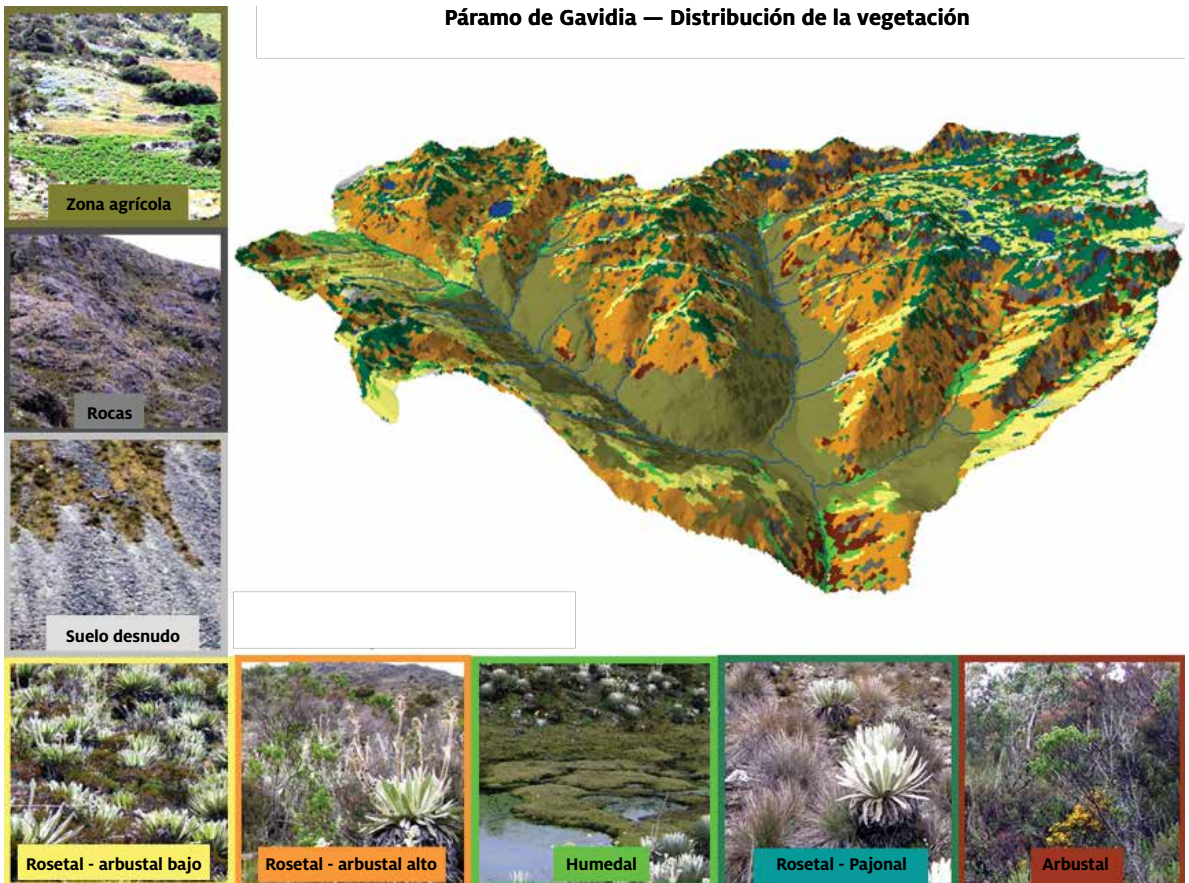 Páramo de Gavidia — Distribución de la vegetación
Zona agrícola
Rocas
Suelo desnudo
Rosetal - arbustal bajo
Rosetal - arbustal alto
Humedal
Rosetal - Pajonal
Arbustal